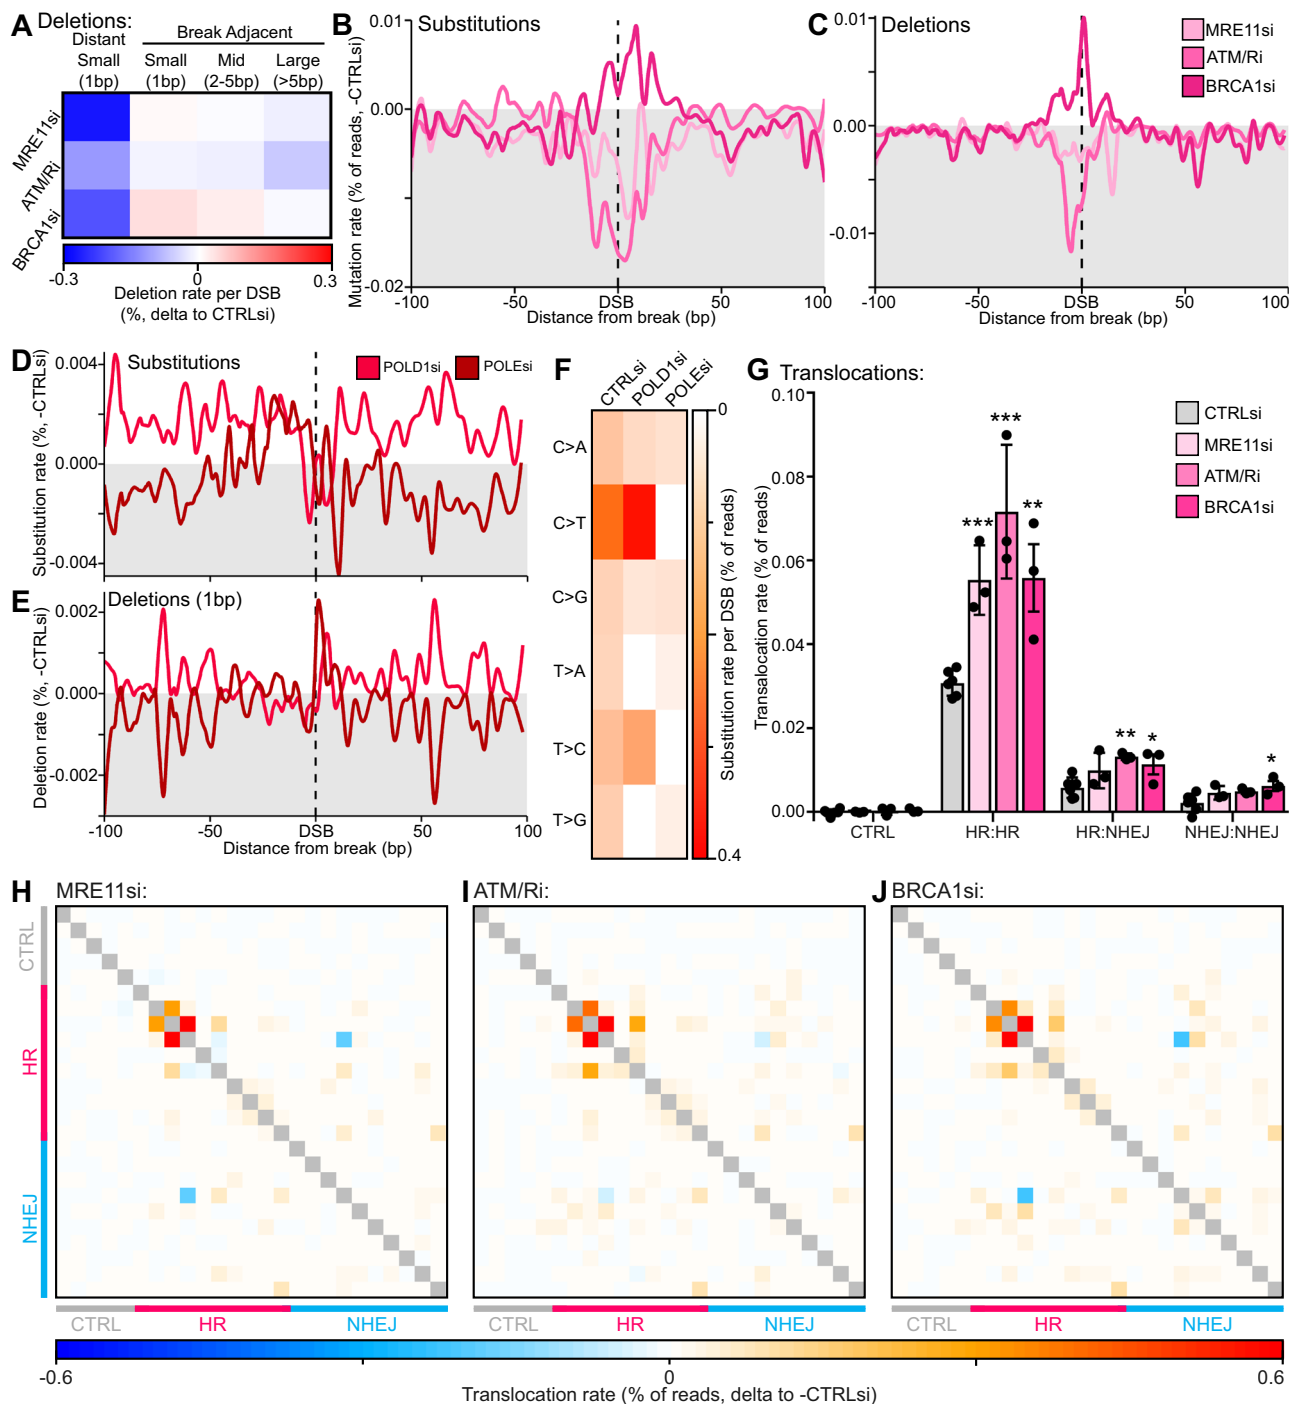 A Deletions:
Distant
Break Adjacent
Small
(1bp)
Small
(1bp)
Mid
(2-5bp)
Large
(>5bp)
MRE11si
ATM/Ri
BRCA1si
-0.3
0
0.3
Deletion rate per DSB
(%, delta to CTRLsi)
B
Substitutions
Mutation rate (% of reads, -CTRLsi)
0.01
0.00
-0.02
-100
-50
DSB
50
100
Distance from break (bp)
C
Deletions
MRE11si
ATM/Ri
BRCA1si
0.01
0.00
-0.01
-100
-50
DSB
50
100
Distance from break (bp)
D
Substitutions
POLD1si
POLEsi
Substitution rate (%, -CTRLsi)
0.004
0.000
-0.004
-100
-50
50
100
E
Deletions (1bp)
Deletion rate (%, -CTRLsi)
0.002
0.000
-0.002
-100
-50
DSB
50
100
Distance from break (bp)
F
CTRLsi
POLD1si
POLEsi
C>A
C>T
C>G
T>A
T>C
T>G
0
0.4
Substitution rate per DSB (% of reads)
G Translocations:
Transalocation rate (% of reads)
0.10
0.08
0.06
0.04
0.02
0.00
CTRLsi
MRE11si
ATM/Ri
BRCA1si
***
***
**
**
*
*
CTRL
HR:HR
HR:NHEJ
NHEJ:NHEJ
H MRE11si:
CTRL
HR
NHEJ
CTRL
HR
NHEJ
I ATM/Ri:
CTRL
HR
NHEJ
J BRCA1si:
CTRL
HR
NHEJ
-0.6
0
0.6
Translocation rate (% of reads, delta to -CTRLsi)